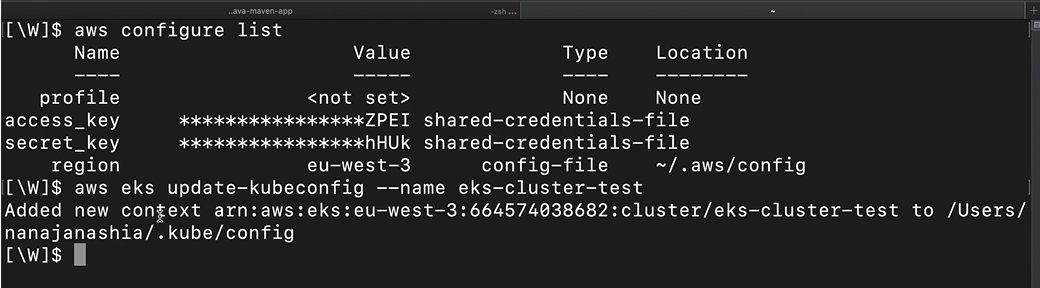 ..ava-maven-app -zsh ... ~ +
[\W]$ aws configure list
Name Value Type Location
---- ----- ---- --------
profile <not set> None None
access_key ****************ZPEI shared-credentials-file
secret_key ****************hHUk shared-credentials-file
region eu-west-3 config-file ~/.aws/config
[\W]$ aws eks update-kubeconfig --name eks-cluster-test
Added new context arn:aws:eks:eu-west-3:664574038682:cluster/eks-cluster-test to /Users/
nanajanashia/.kube/config
[\W]$